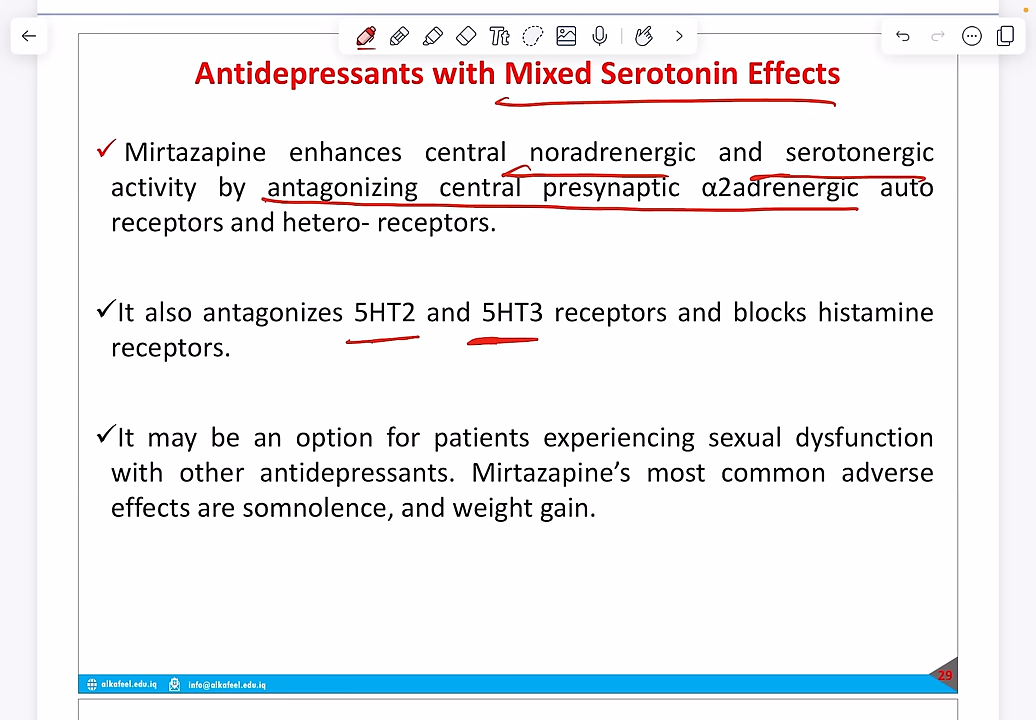 Tt
Antidepressants with Mixed Serotonin Effects
✓ Mirtazapine enhances central noradrenergic and serotonergic
activity by antagonizing central presynaptic α2adrenergic auto
receptors and hetero- receptors.
✓It also antagonizes 5HT2 and 5HT3 receptors and blocks histamine
receptors.
✓It may be an option for patients experiencing sexual dysfunction
with other antidepressants. Mirtazapine’s most common adverse
effects are somnolence, and weight gain.
alkafeel.edu.iq info@alkafeel.edu.iq
29